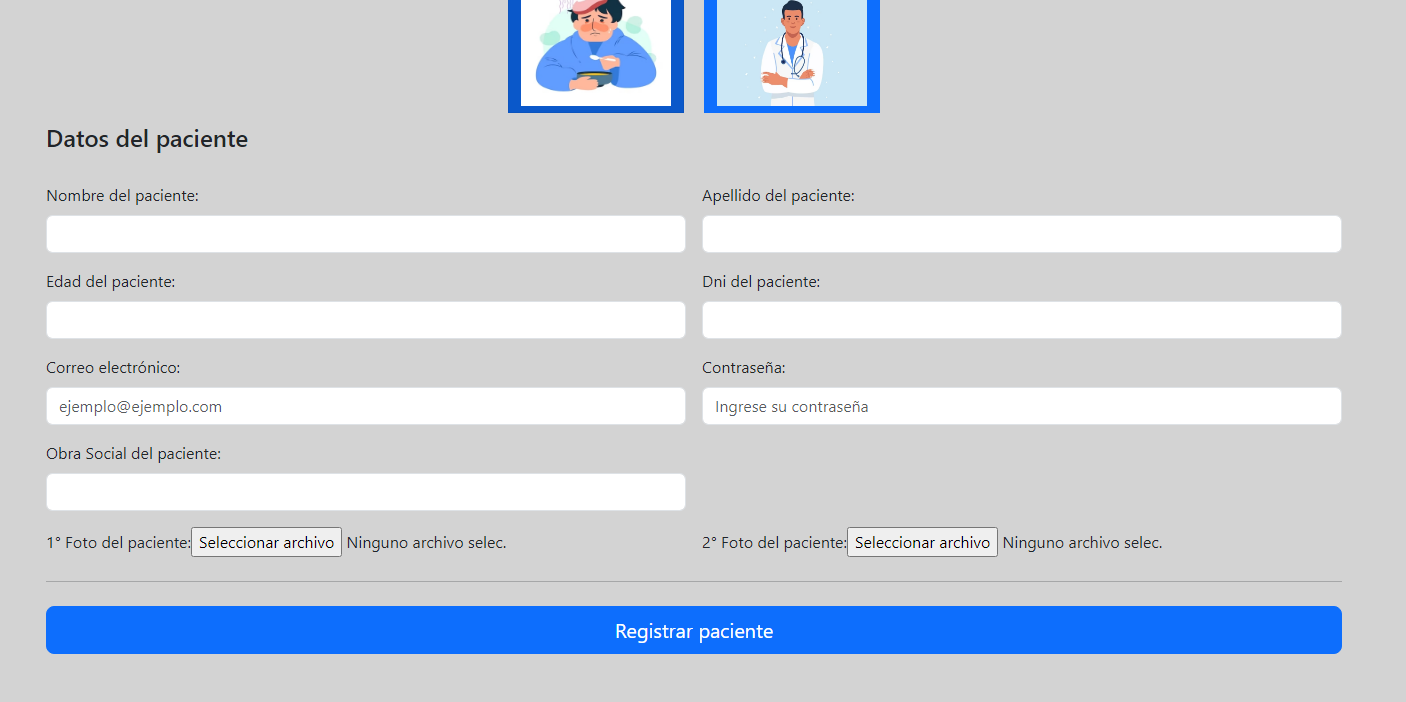 Datos del paciente
Nombre del paciente: Apellido del paciente:
Edad del paciente: Dni del paciente:
Correo electrónico: Contraseña:
ejemplo@ejemplo.com Ingrese su contraseña
Obra Social del paciente:
1° Foto del paciente: Seleccionar archivo Ninguno archivo selec. 2° Foto del paciente: Seleccionar archivo Ninguno archivo selec.
Registrar paciente